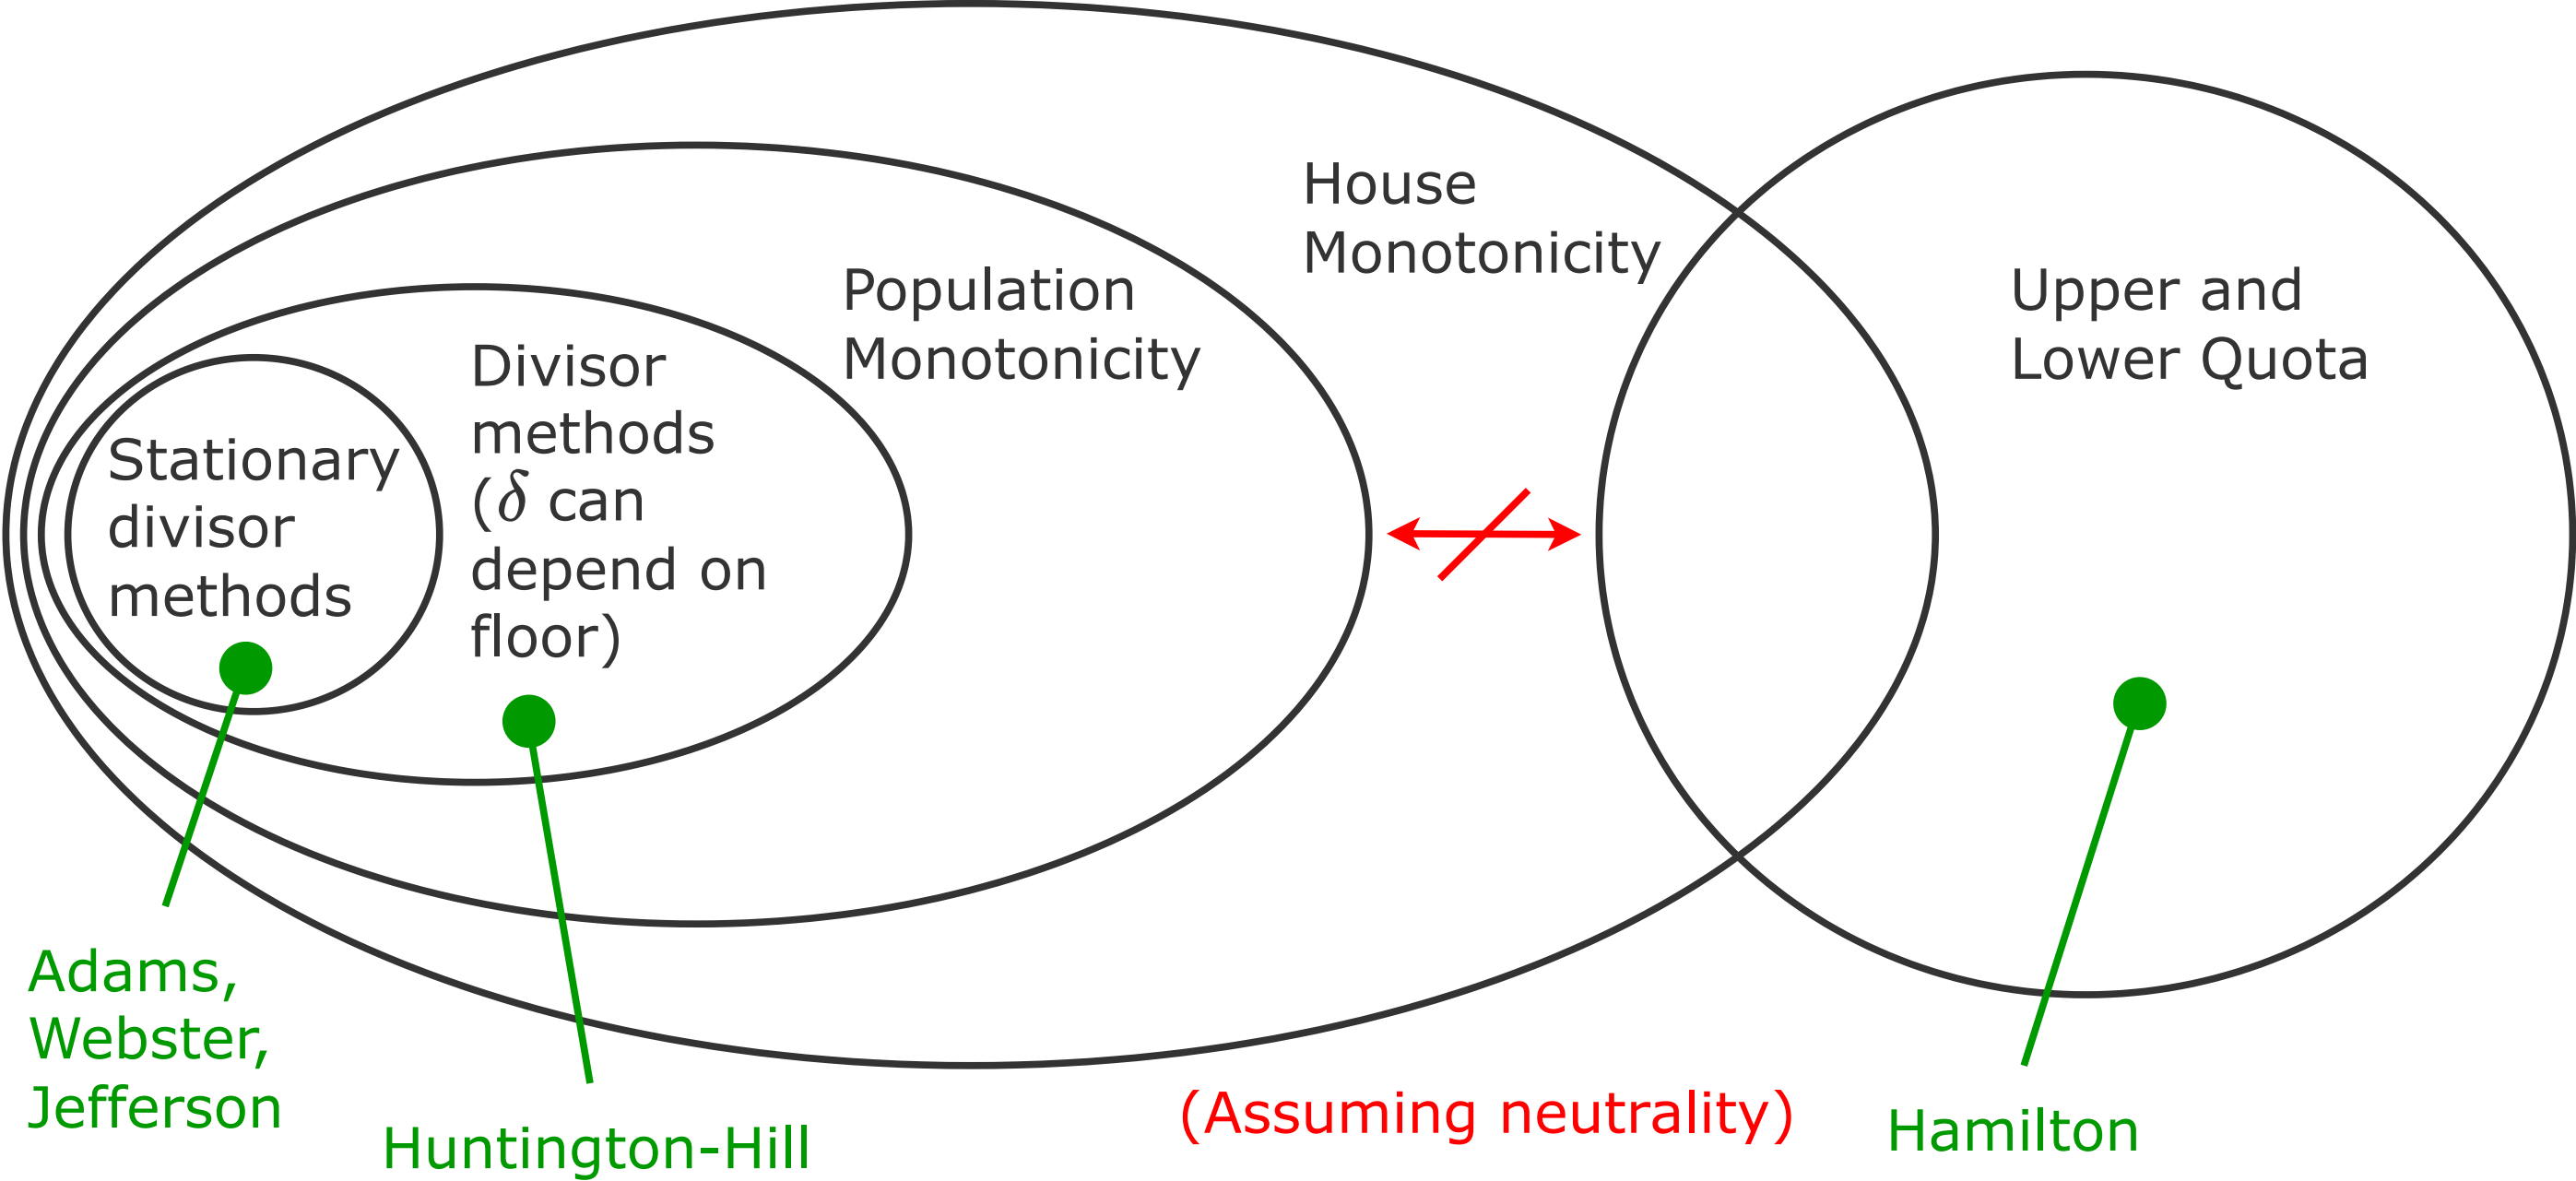 House
Monotonicity
Population
Monotonicity
Upper and
Lower Quota
Divisor
methods
(δ can
depend on
floor)
Stationary
divisor
methods
Adams,
Webster,
Jefferson
Huntington-Hill
(Assuming neutrality)
Hamilton